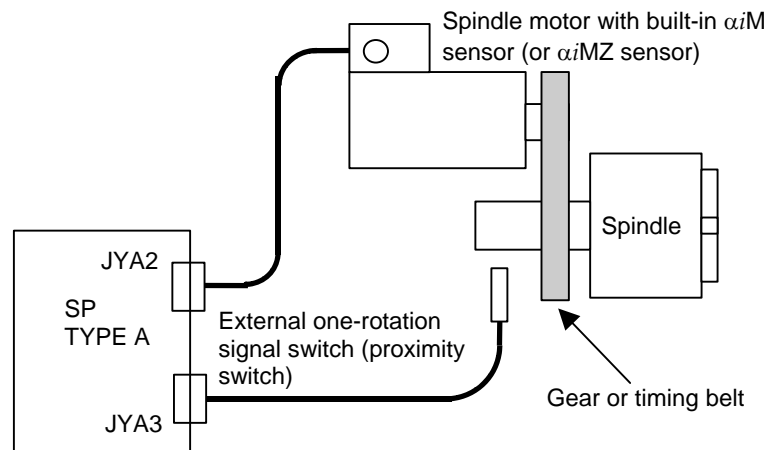 Spindle motor with built-in αiM
sensor (or αiMZ sensor)
Spindle
JYA2
SP
TYPE A
External one-rotation
signal switch (proximity
switch)
Gear or timing belt
JYA3